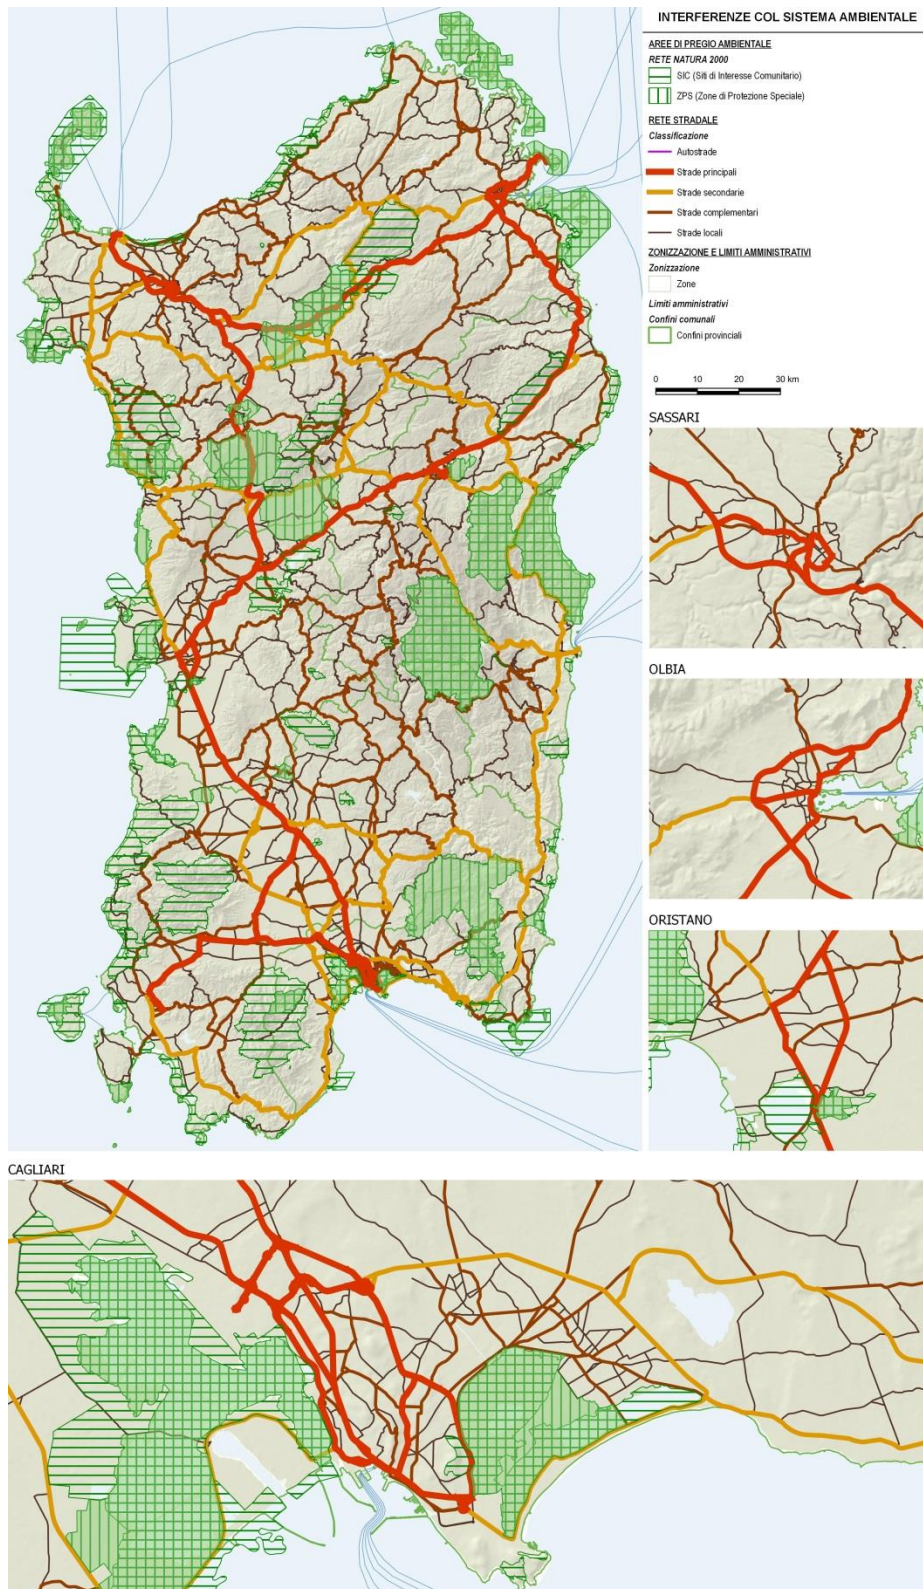 INTERFERENZE COL SISTEMA AMBIENTALE
AREE DI PREGIO AMBIENTALE
RETE NATURA 2000
SIC (Siti di Interesse Comunitario)
ZPS (Zone di Protezione Speciale)
RETE STRADALE
Classificazione
Autostrade
Strade principali
Strade secondarie
Strade complementari
Strade locali
ZONIZZAZIONE E LIMITI AMMINISTRATIVI
Zonizzazione
Zone
Limiti amministrativi
Confini comunali
Confini provinciali
0 10 20 30 km
SASSARI
OLBIA
ORISTANO
CAGLIARI